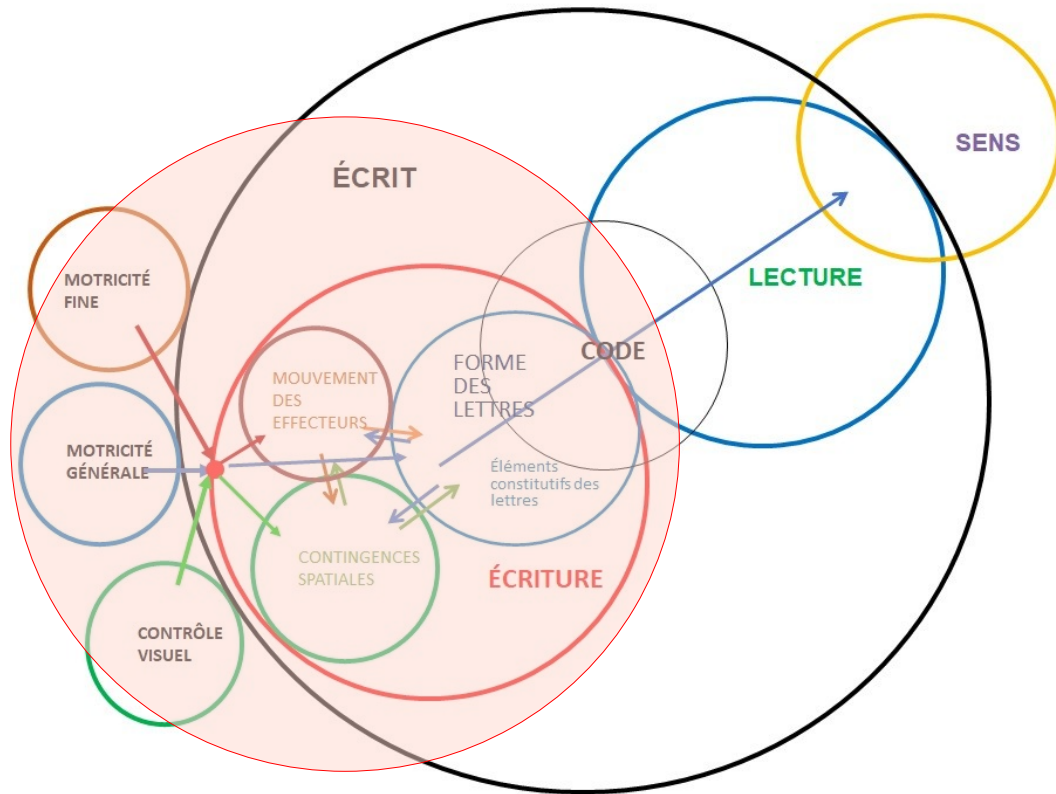 ÉCRIT
SENS
MOTRICITÉ
FINE
LECTURE
CODE
FORME
DES
LETTRES
MOUVEMENT
DES
EFFECTEURS
MOTRICITÉ
GÉNÉRALE
Éléments
constitutifs des
lettres
CONTINGENCES
SPATIALES
ÉCRITURE
CONTRÔLE
VISUEL